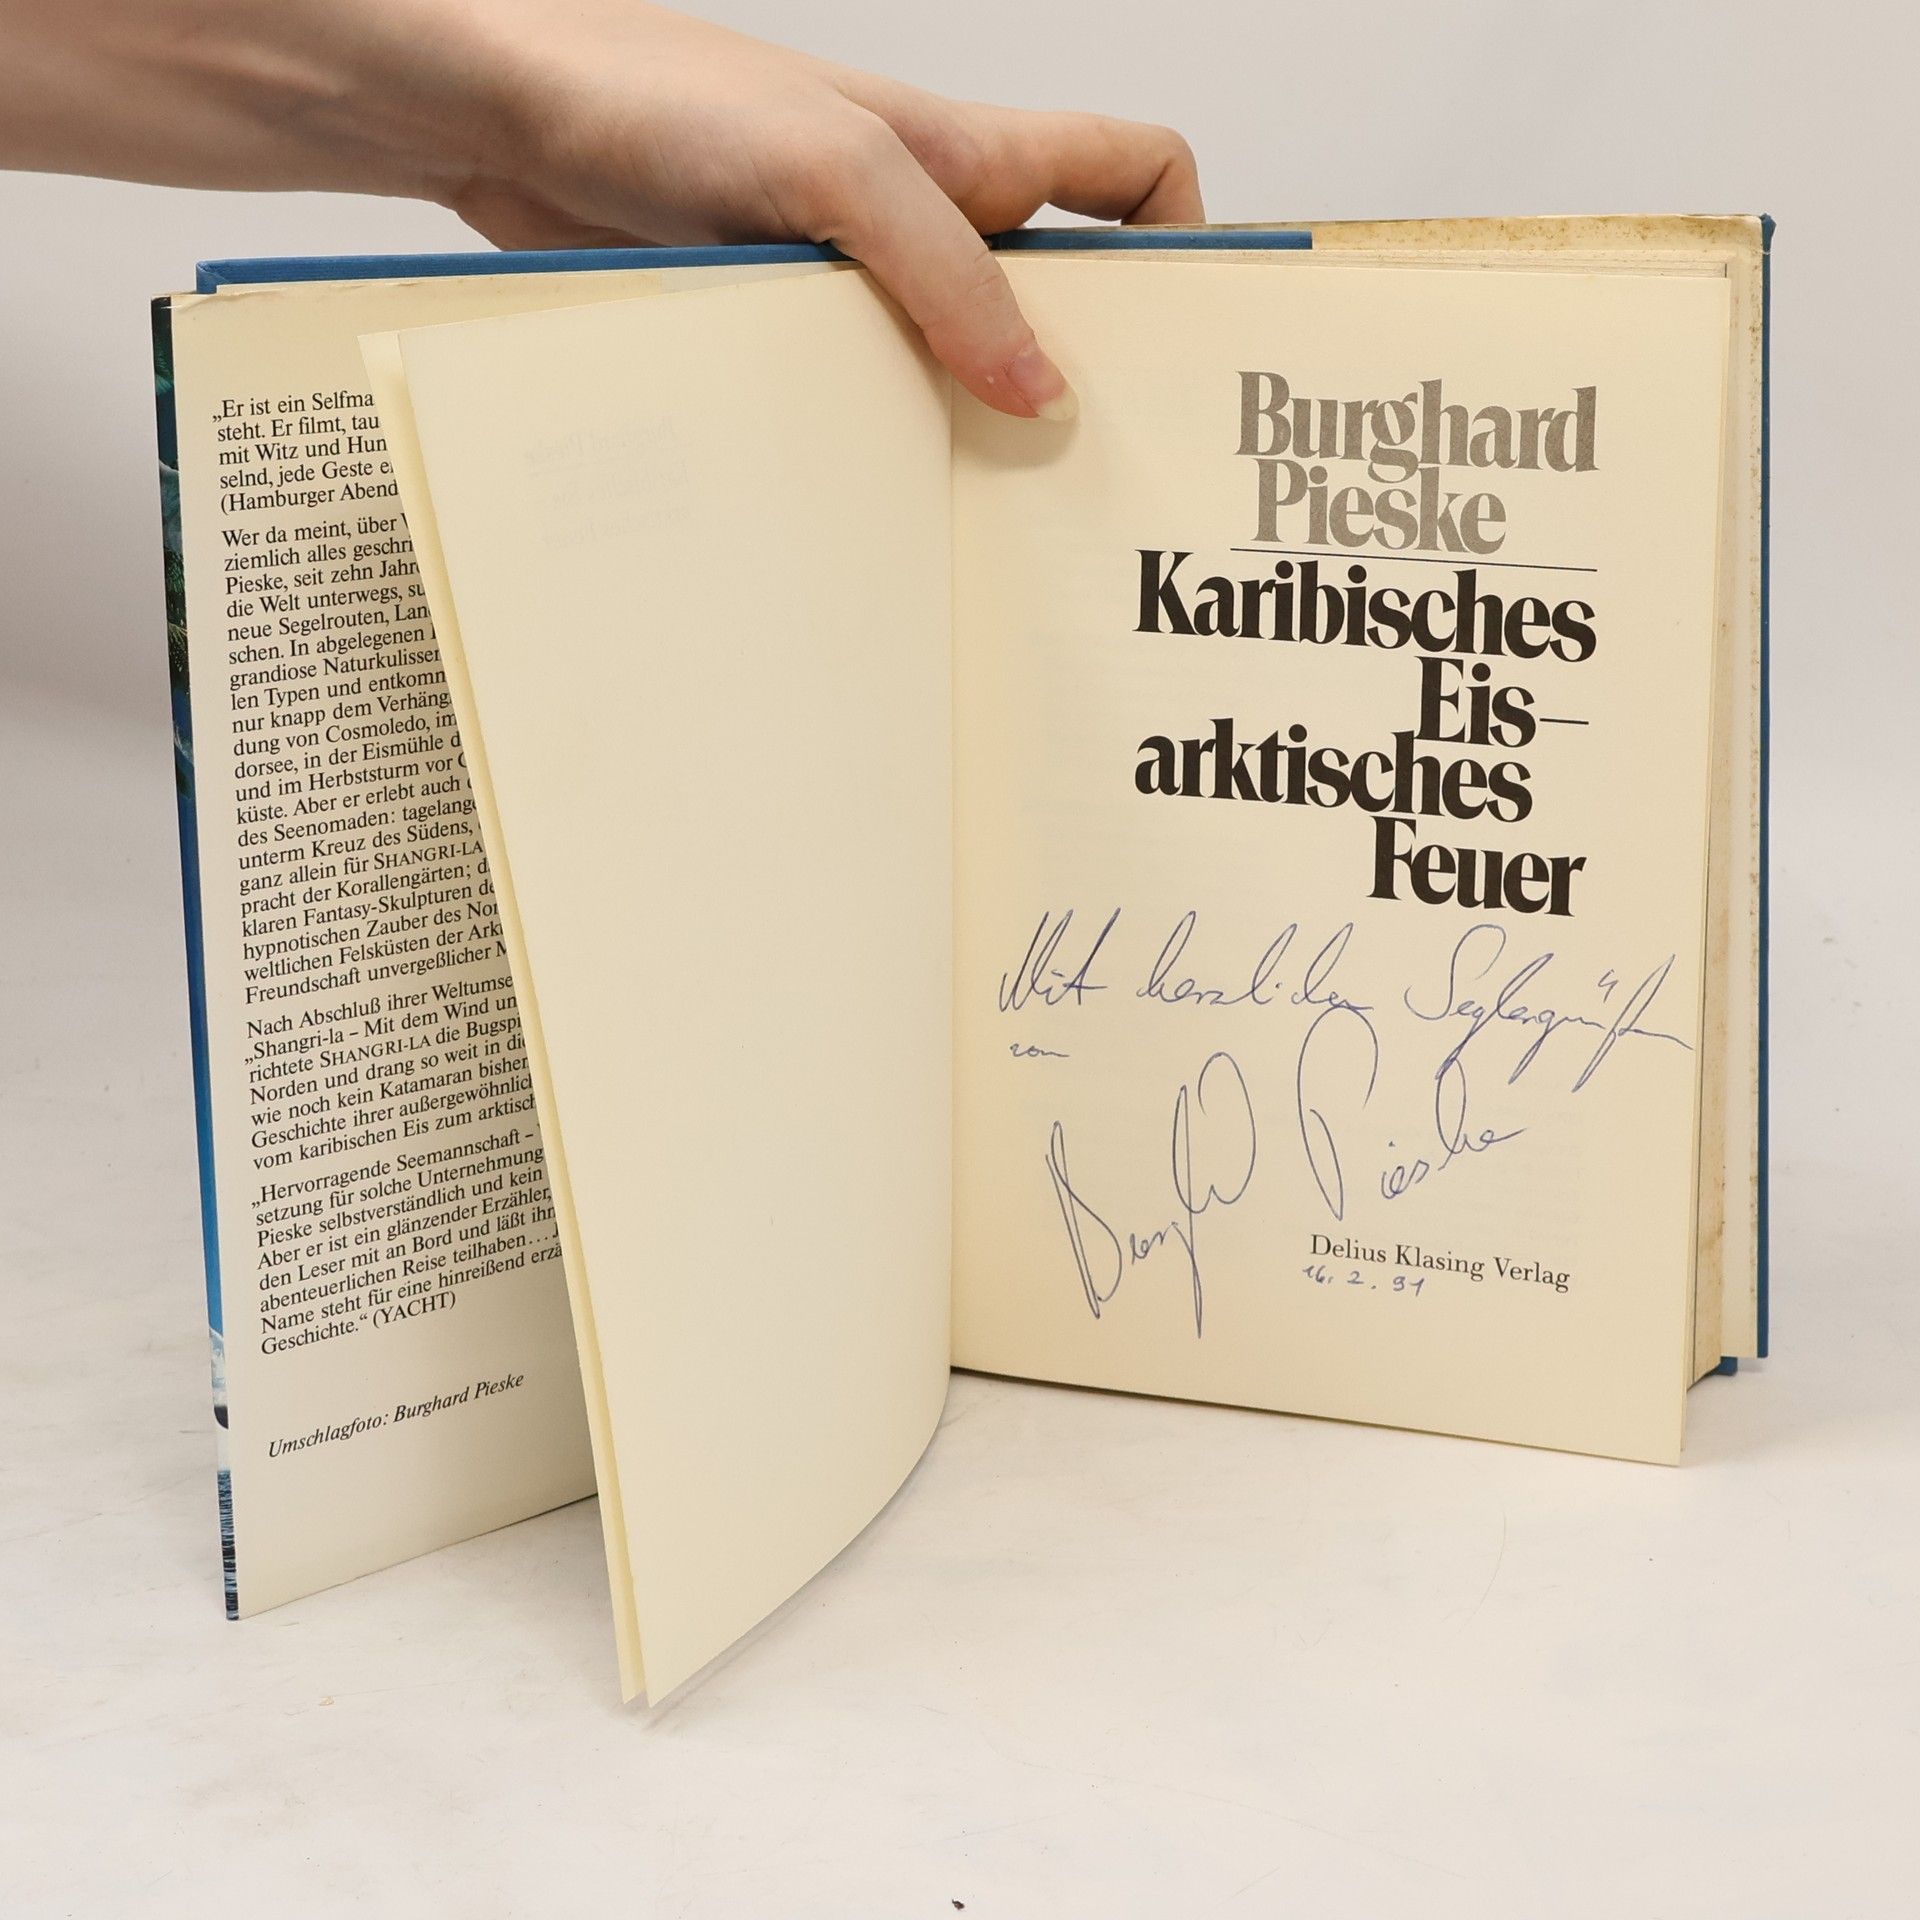 „Er ist ein Selfma
steht. Er filmt, tau
mit Witz und Hun
selnd, jede Geste e
(Hamburger Abend
Wer da meint, über
ziemlich alles geschri
Pieske, seit zehn Jahr
die Welt unterwegs, su
neue Segelrouten, Lan
schen. In abgelegenen
grandiose Naturkulissen
len Typen und entkomm
nur knapp dem Verhäng
dung von Cosmoledo, im
dorsee, in der Eismühle d
und im Herbststurm vor
küste. Aber er erlebt auch
des Seenomaden: tagelang
unterm Kreuz des Südens,
ganz allein für SHANGRI-LA
pracht der Korallengärten; d
klaren Fantasy-Skulpturen de
hypnotischen Zauber des Nor
weltlichen Felsküsten der Ark
Freundschaft unvergeßlicher M
Nach Abschluß ihrer Weltumse
„Shangri-la – Mit dem Wind un
richtete SHANGRI-LA die Bugspi
Norden und drang so weit in die
wie noch kein Katamaran bisher
Geschichte ihrer außergewöhnlich
vom karibischen Eis zum arktisch
„Hervorragende Seemannschaft –
setzung für solche Unternehmung
Pieske selbstverständlich und kein
Aber er ist ein glänzender Erzähler,
den Leser mit an Bord und läßt ihn
abenteuerlichen Reise teilhaben....
Name steht für eine hinreißend erzä
Geschichte.“ (YACHT)
Umschlagfoto: Burghard Pieske
Burghard
Pieske
Karibisches
Eis–
arktisches
Feuer
Mit herzlichen Seglergrüßen
von
Burghard Pieske
Delius Klasing Verlag
16. 2. 91